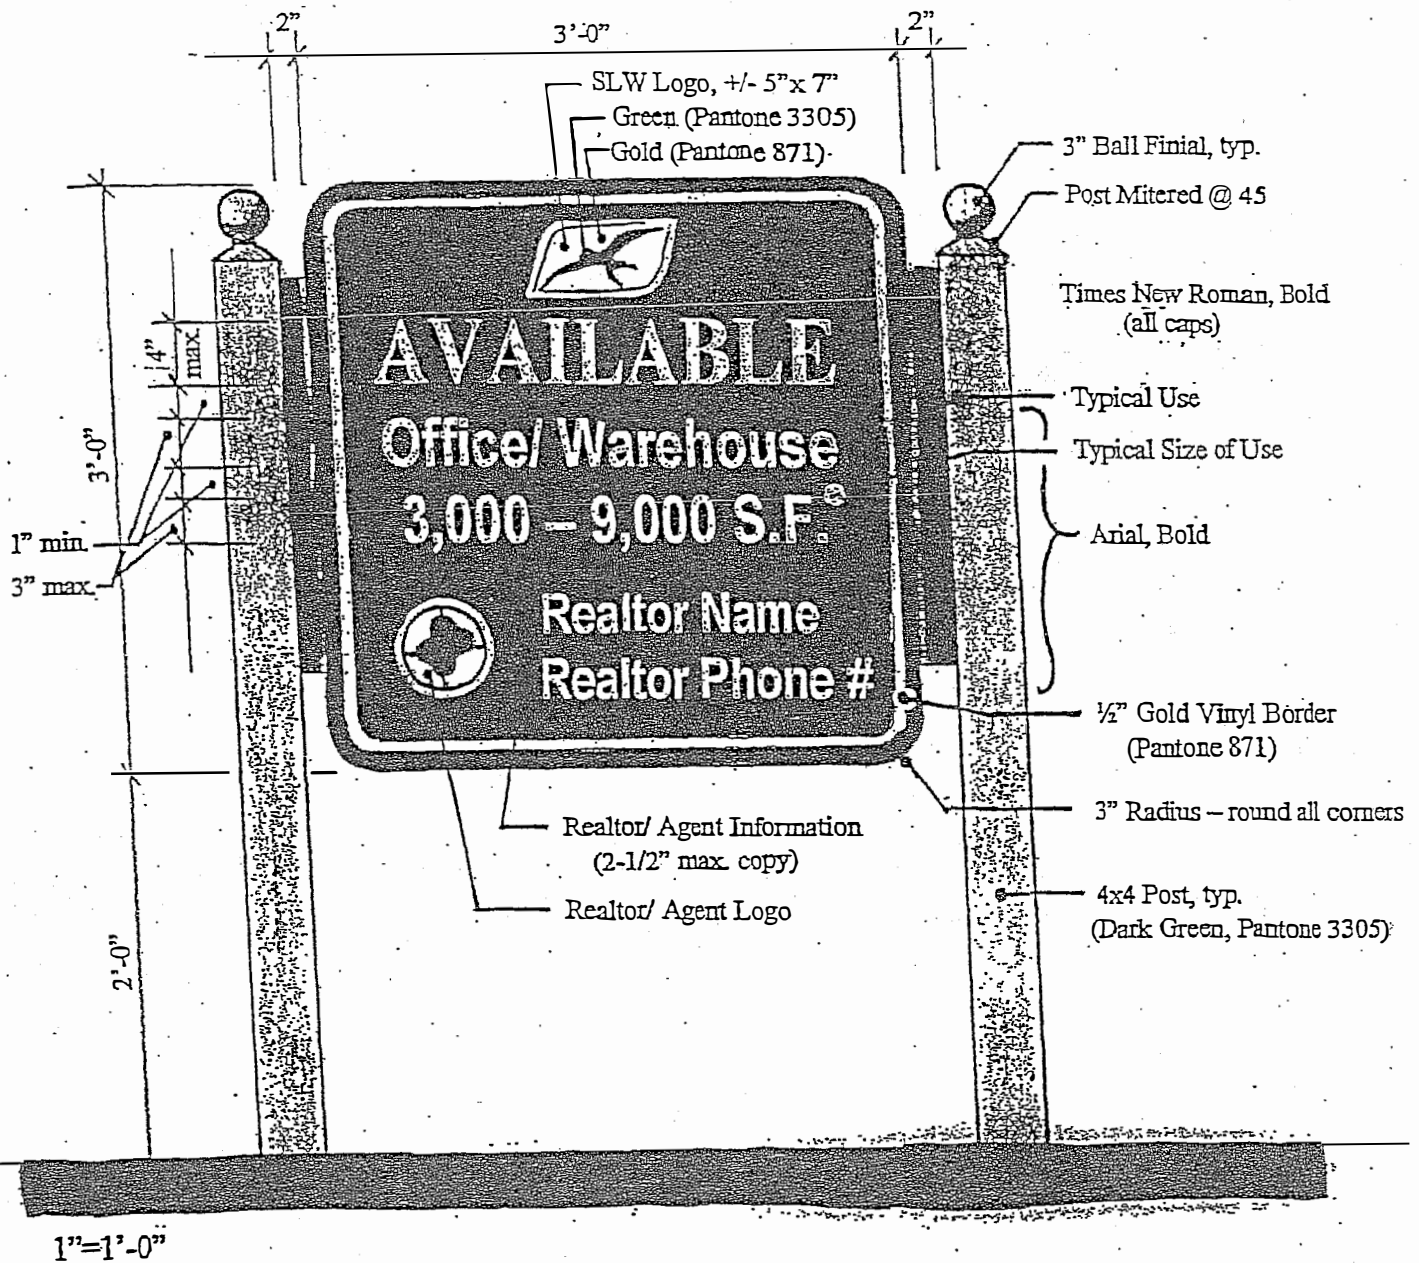 2”
3’-0”
2”
SLW Logo, +/- 5”x 7”
Green (Pantone 3305)
Gold (Pantone 871)
3” Ball Finial, typ.
Post Mitered @ 45
Times New Roman, Bold
(all caps)
4”
max.
AVAILABLE
Typical Use
Office/ Warehouse
Typical Size of Use
3’-0”
3,000 – 9,000 S.F.
Arial, Bold
1” min.
3” max.
Realtor Name
Realtor Phone #
½” Gold Vinyl Border
(Pantone 871)
3” Radius – round all corners
Realtor/ Agent Information
(2-1/2” max. copy)
Realtor/ Agent Logo
4x4 Post, typ.
(Dark Green, Pantone 3305)
2’-0”
1”=1’-0”